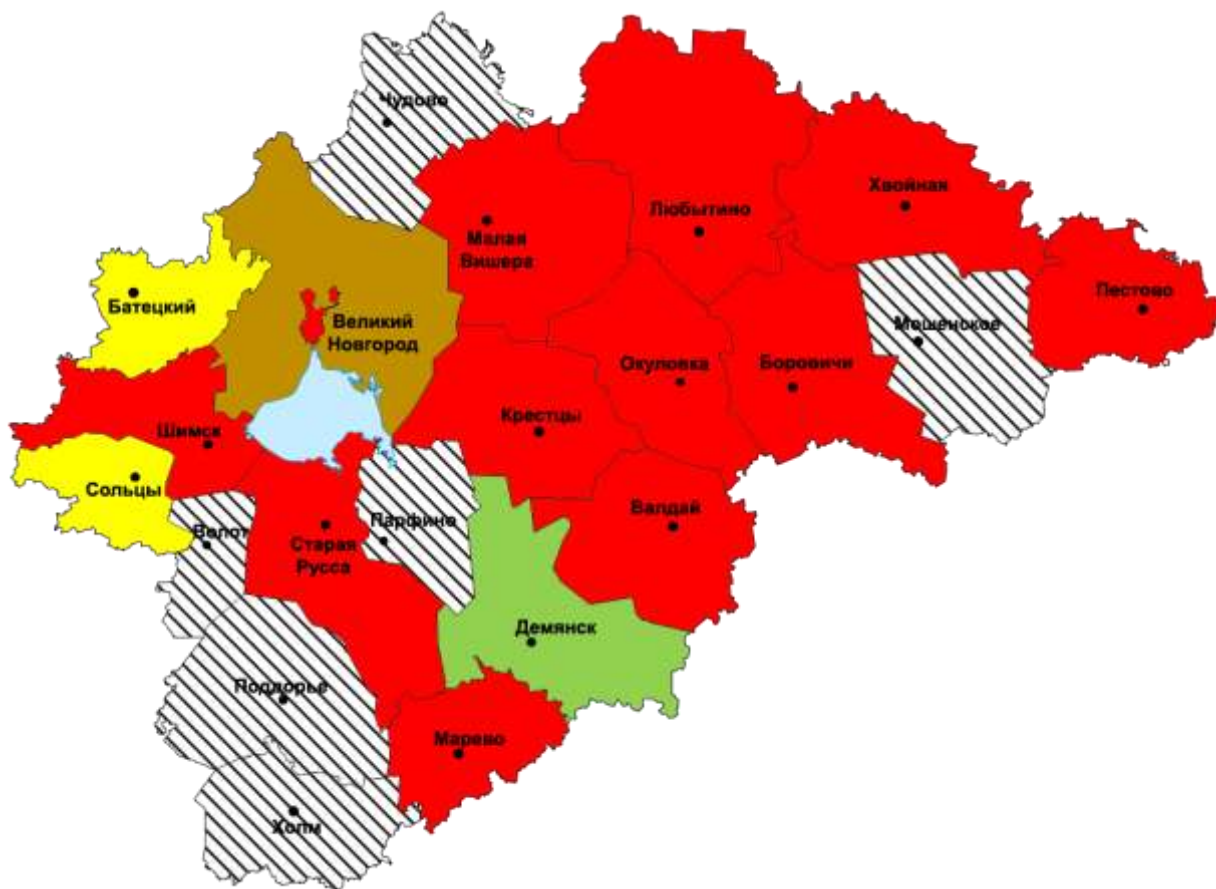 Чудово
Хвойная
Любытино
Малая
Вишера
Батецкий
Пестово
Великий
Новгород
Мошенское
Окуловка
Боровичи
Крестцы
Шимск
Сольцы
Валдай
Волот
Парфино
Старая
Русса
Демянск
Поддорье
Марево
Холм